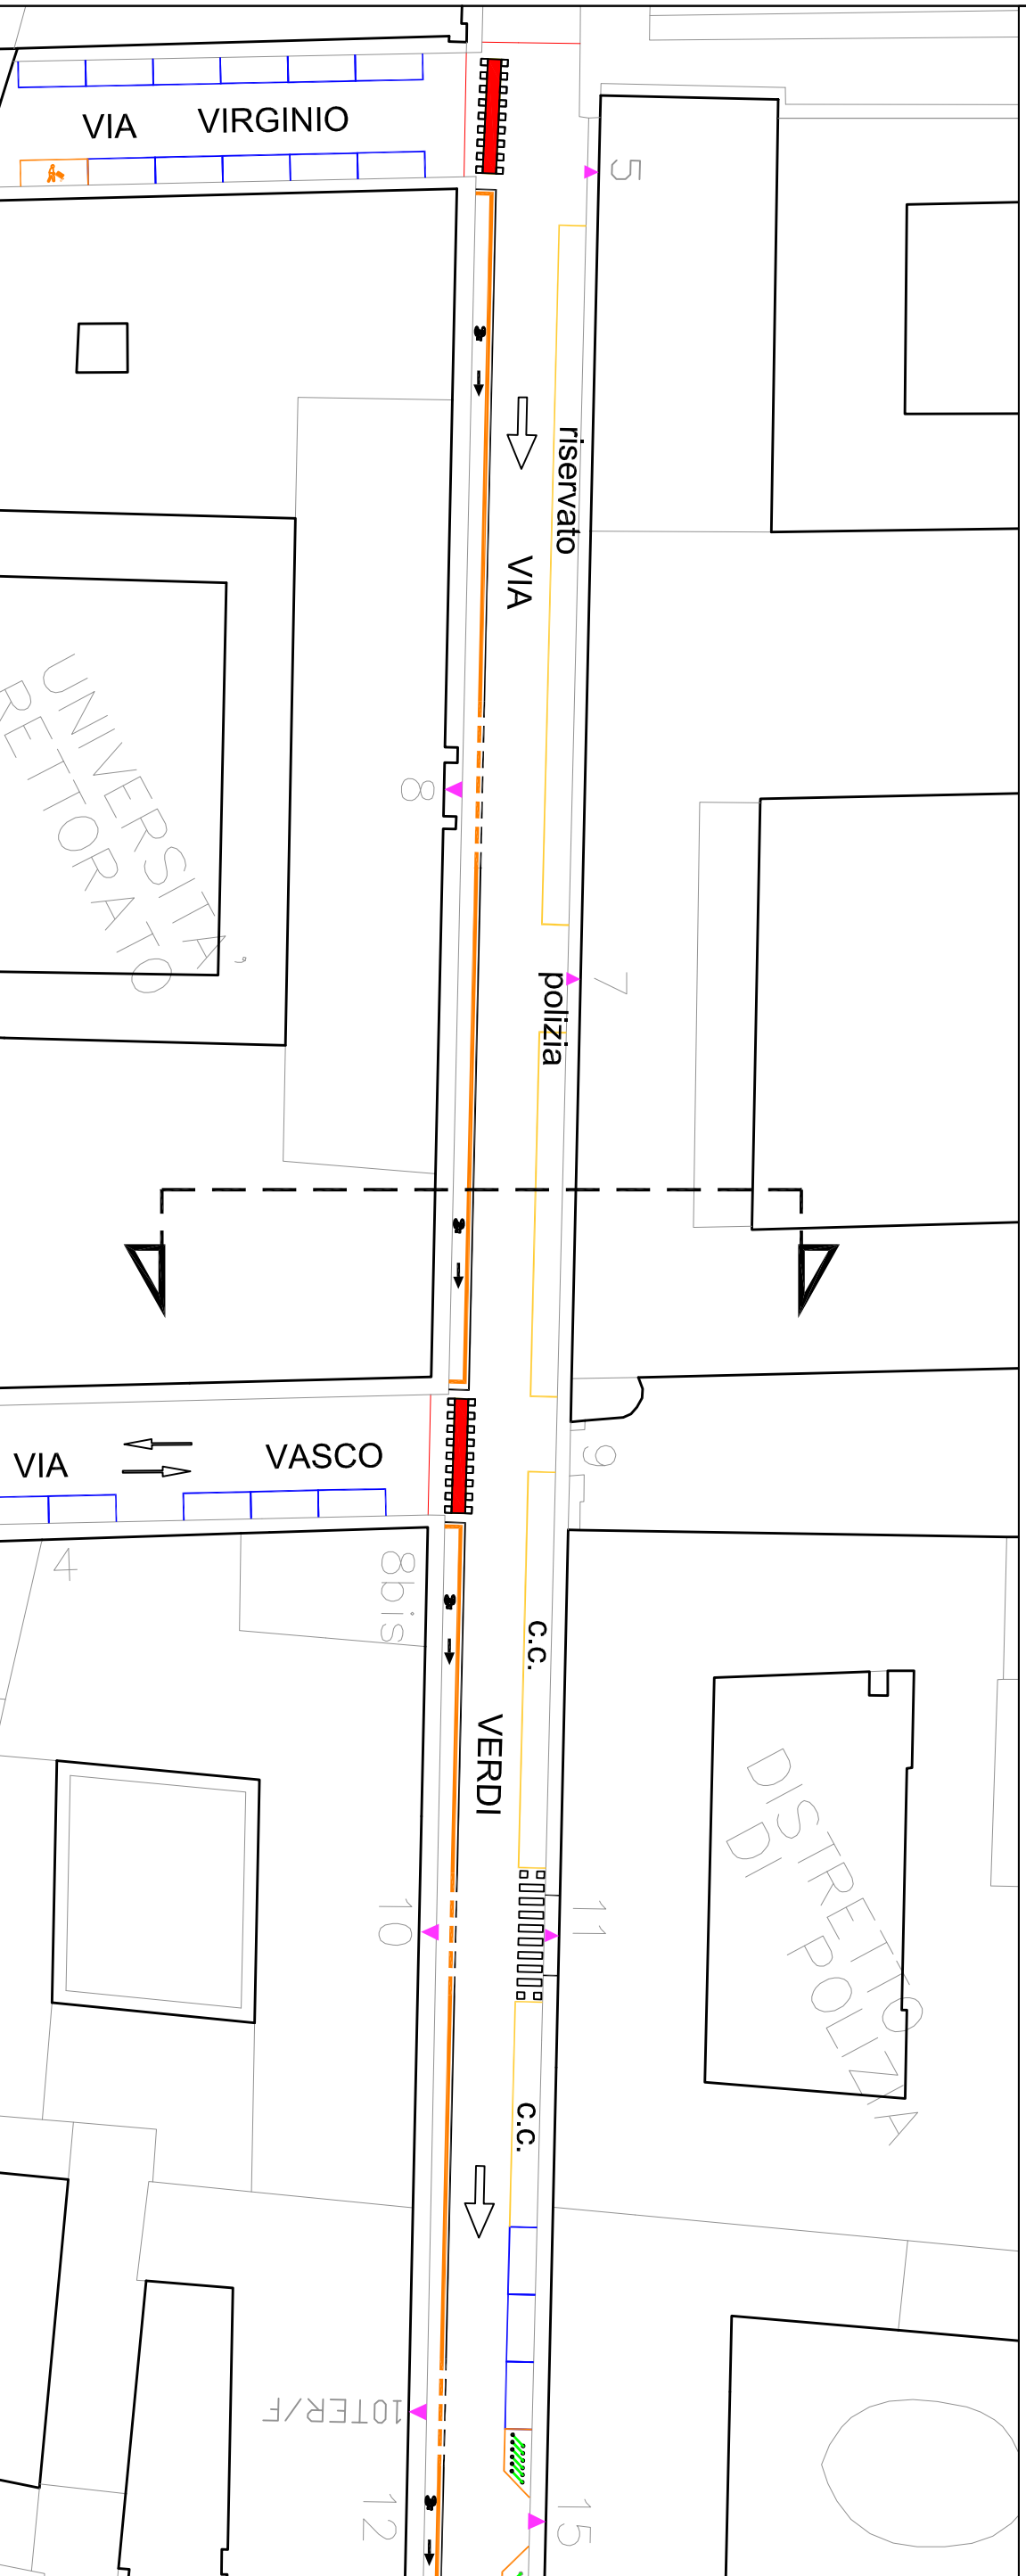 VIA VIRGINIO
5
riservato
VIA
UNIVERSITA'
RETTORATO
8
7
polizia
9
VIA VASCO
4
8bis
c.c.
VERDI
DISTRETTO
DI POLIZIA
10
11
c.c.
10TER/F
12
15